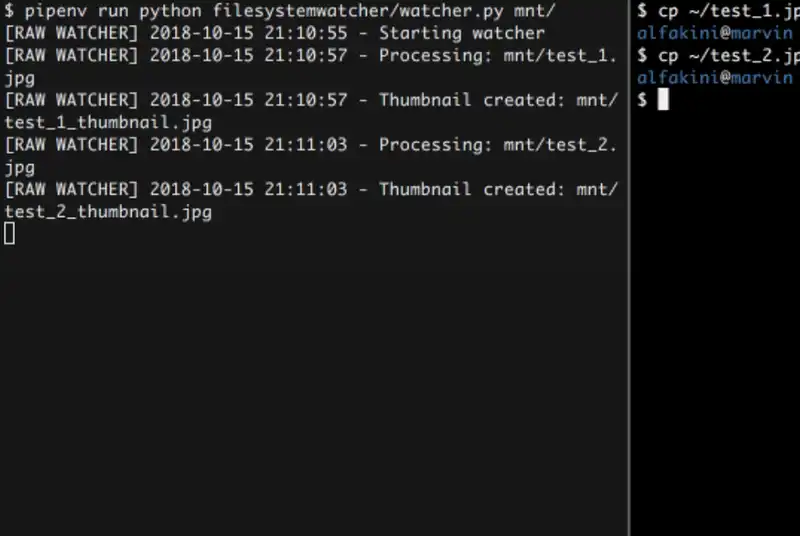 $ pipenv run python filesystemwatcher/watcher.py mnt/
[RAW WATCHER] 2018-10-15 21:10:55 - Starting watcher
[RAW WATCHER] 2018-10-15 21:10:57 - Processing: mnt/test_1.
jpg
[RAW WATCHER] 2018-10-15 21:10:57 - Thumbnail created: mnt/
test_1_thumbnail.jpg
[RAW WATCHER] 2018-10-15 21:11:03 - Processing: mnt/test_2.
jpg
[RAW WATCHER] 2018-10-15 21:11:03 - Thumbnail created: mnt/
test_2_thumbnail.jpg
$ cp ~/test_1.jp
alfakini@marvin
$ cp ~/test_2.jp
alfakini@marvin
$